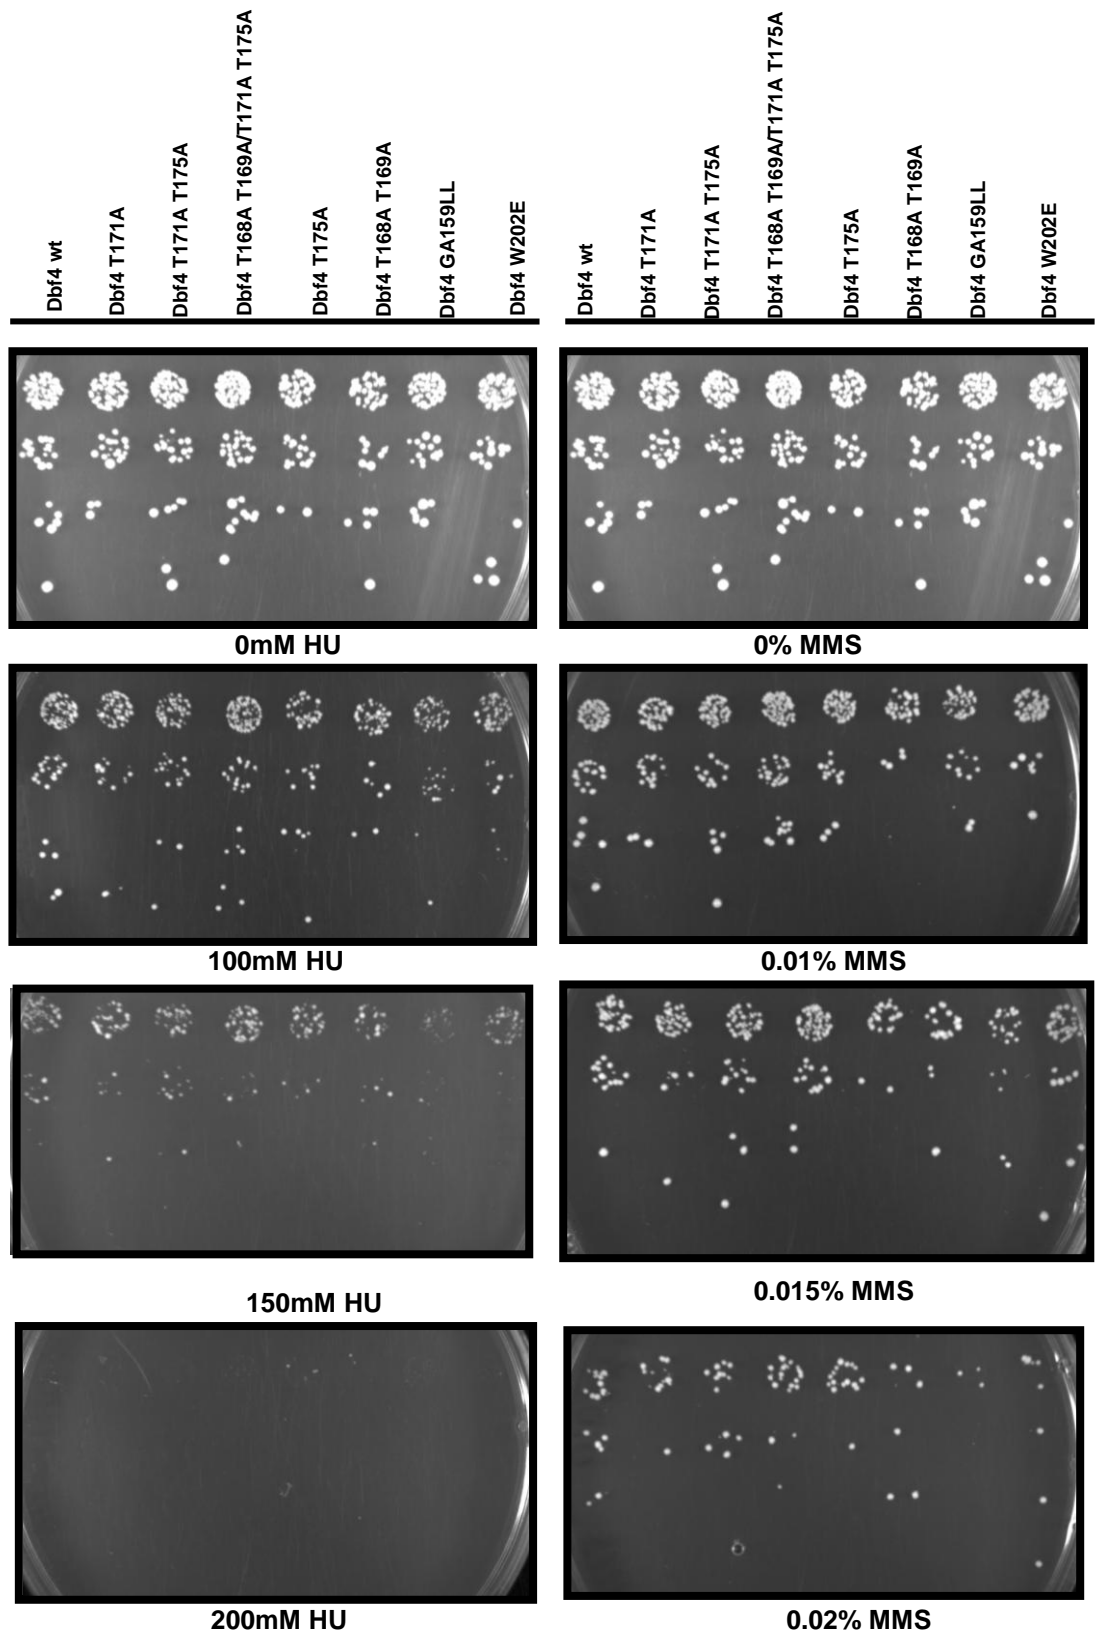 Dbf4 wt
Dbf4 T171A
Dbf4 T171A T175A
Dbf4 T168A T169A/T171A T175A
Dbf4 T175A
Dbf4 T168A T169A
Dbf4 GA159LL
Dbf4 W202E
Dbf4 wt
Dbf4 T171A
Dbf4 T171A T175A
Dbf4 T168A T169A/T171A T175A
Dbf4 T175A
Dbf4 T168A T169A
Dbf4 GA159LL
Dbf4 W202E
0mM HU
0% MMS
100mM HU
0.01% MMS
150mM HU
0.015% MMS
200mM HU
0.02% MMS